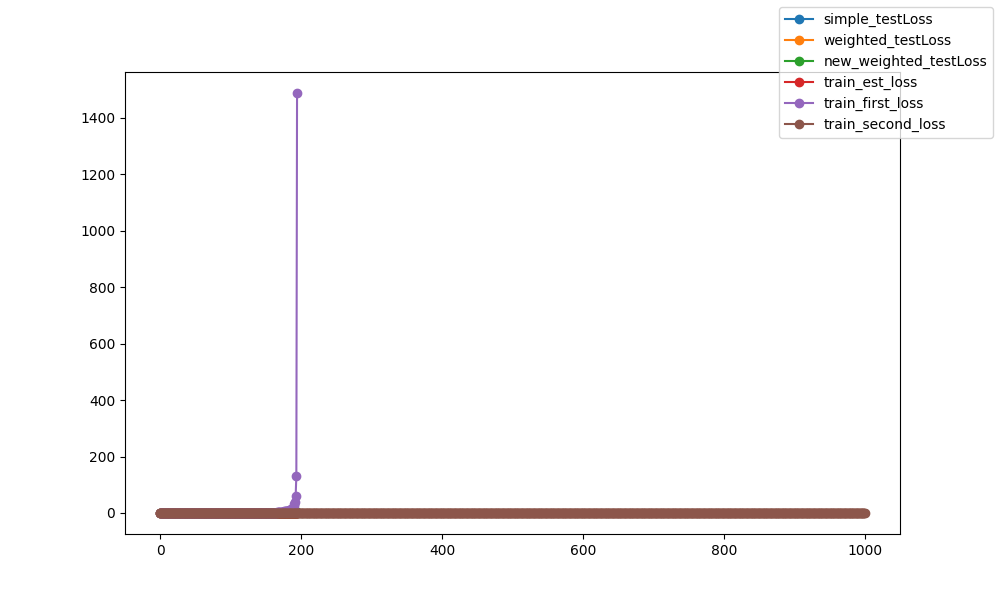 simple_testLoss
weighted_testLoss
new_weighted_testLoss
train_est_loss
train_first_loss
train_second_loss
1400
1200
1000
800
600
400
200
0
0 200 400 600 800 1000